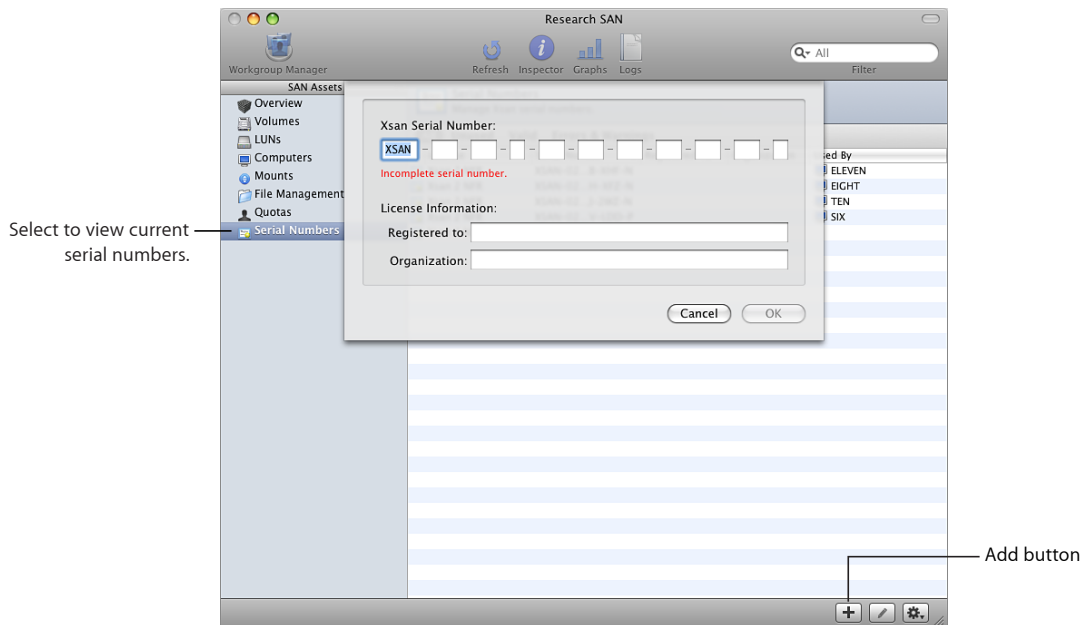 Research SAN
Workgroup Manager
Refresh
Inspector
Graphs
Logs
All
Filter
SAN Assets
Overview
Volumes
LUNs
Computers
Mounts
File Management
Quotas
Serial Numbers
Xsan Serial Number:
XSAN - - - - - - - - - -
Incomplete serial number.
License Information:
Registered to:
Organization:
Cancel
OK
ed By
ELEVEN
EIGHT
TEN
SIX
Select to view current
serial numbers.
Add button